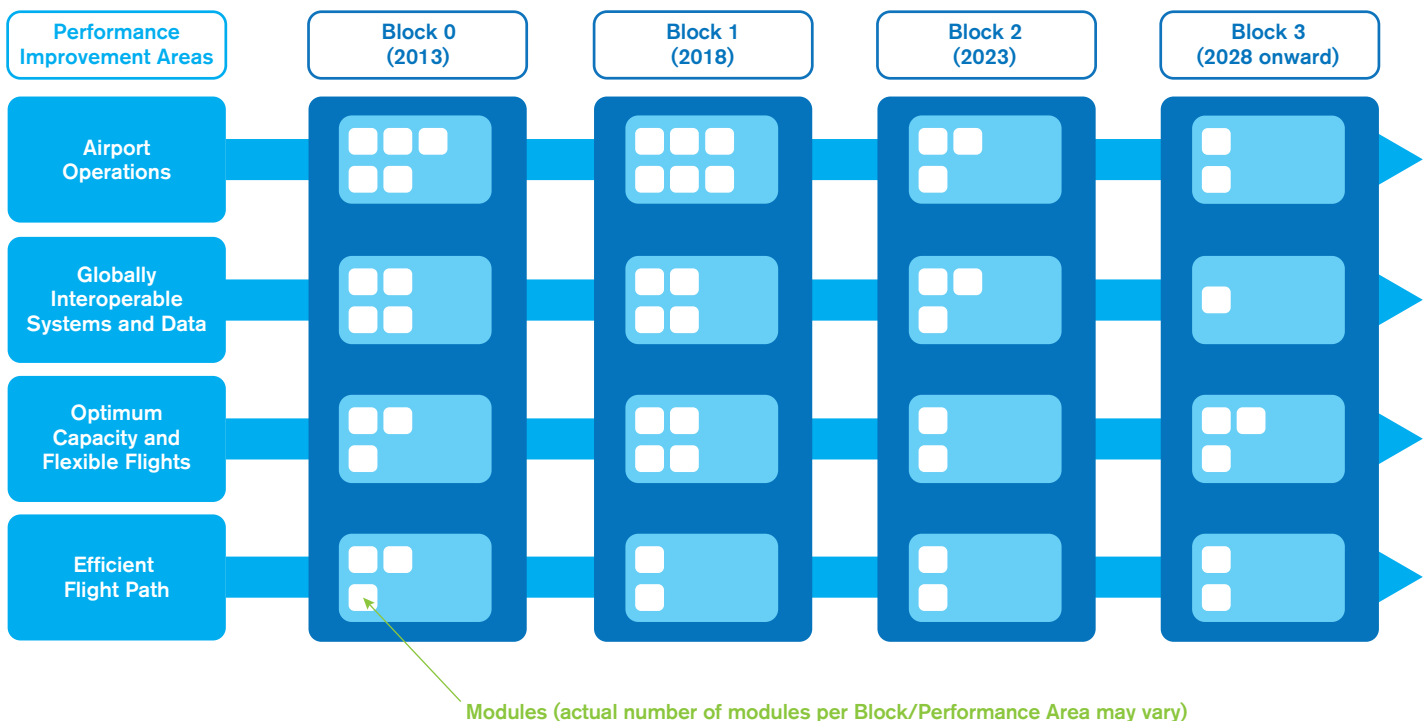 Performance
Improvement Areas
Block 0
(2013)
Block 1
(2018)
Block 2
(2023)
Block 3
(2028 onward)
Airport
Operations
Globally
Interoperable
Systems and Data
Optimum
Capacity and
Flexible Flights
Efficient
Flight Path
Modules (actual number of modules per Block/Performance Area may vary)